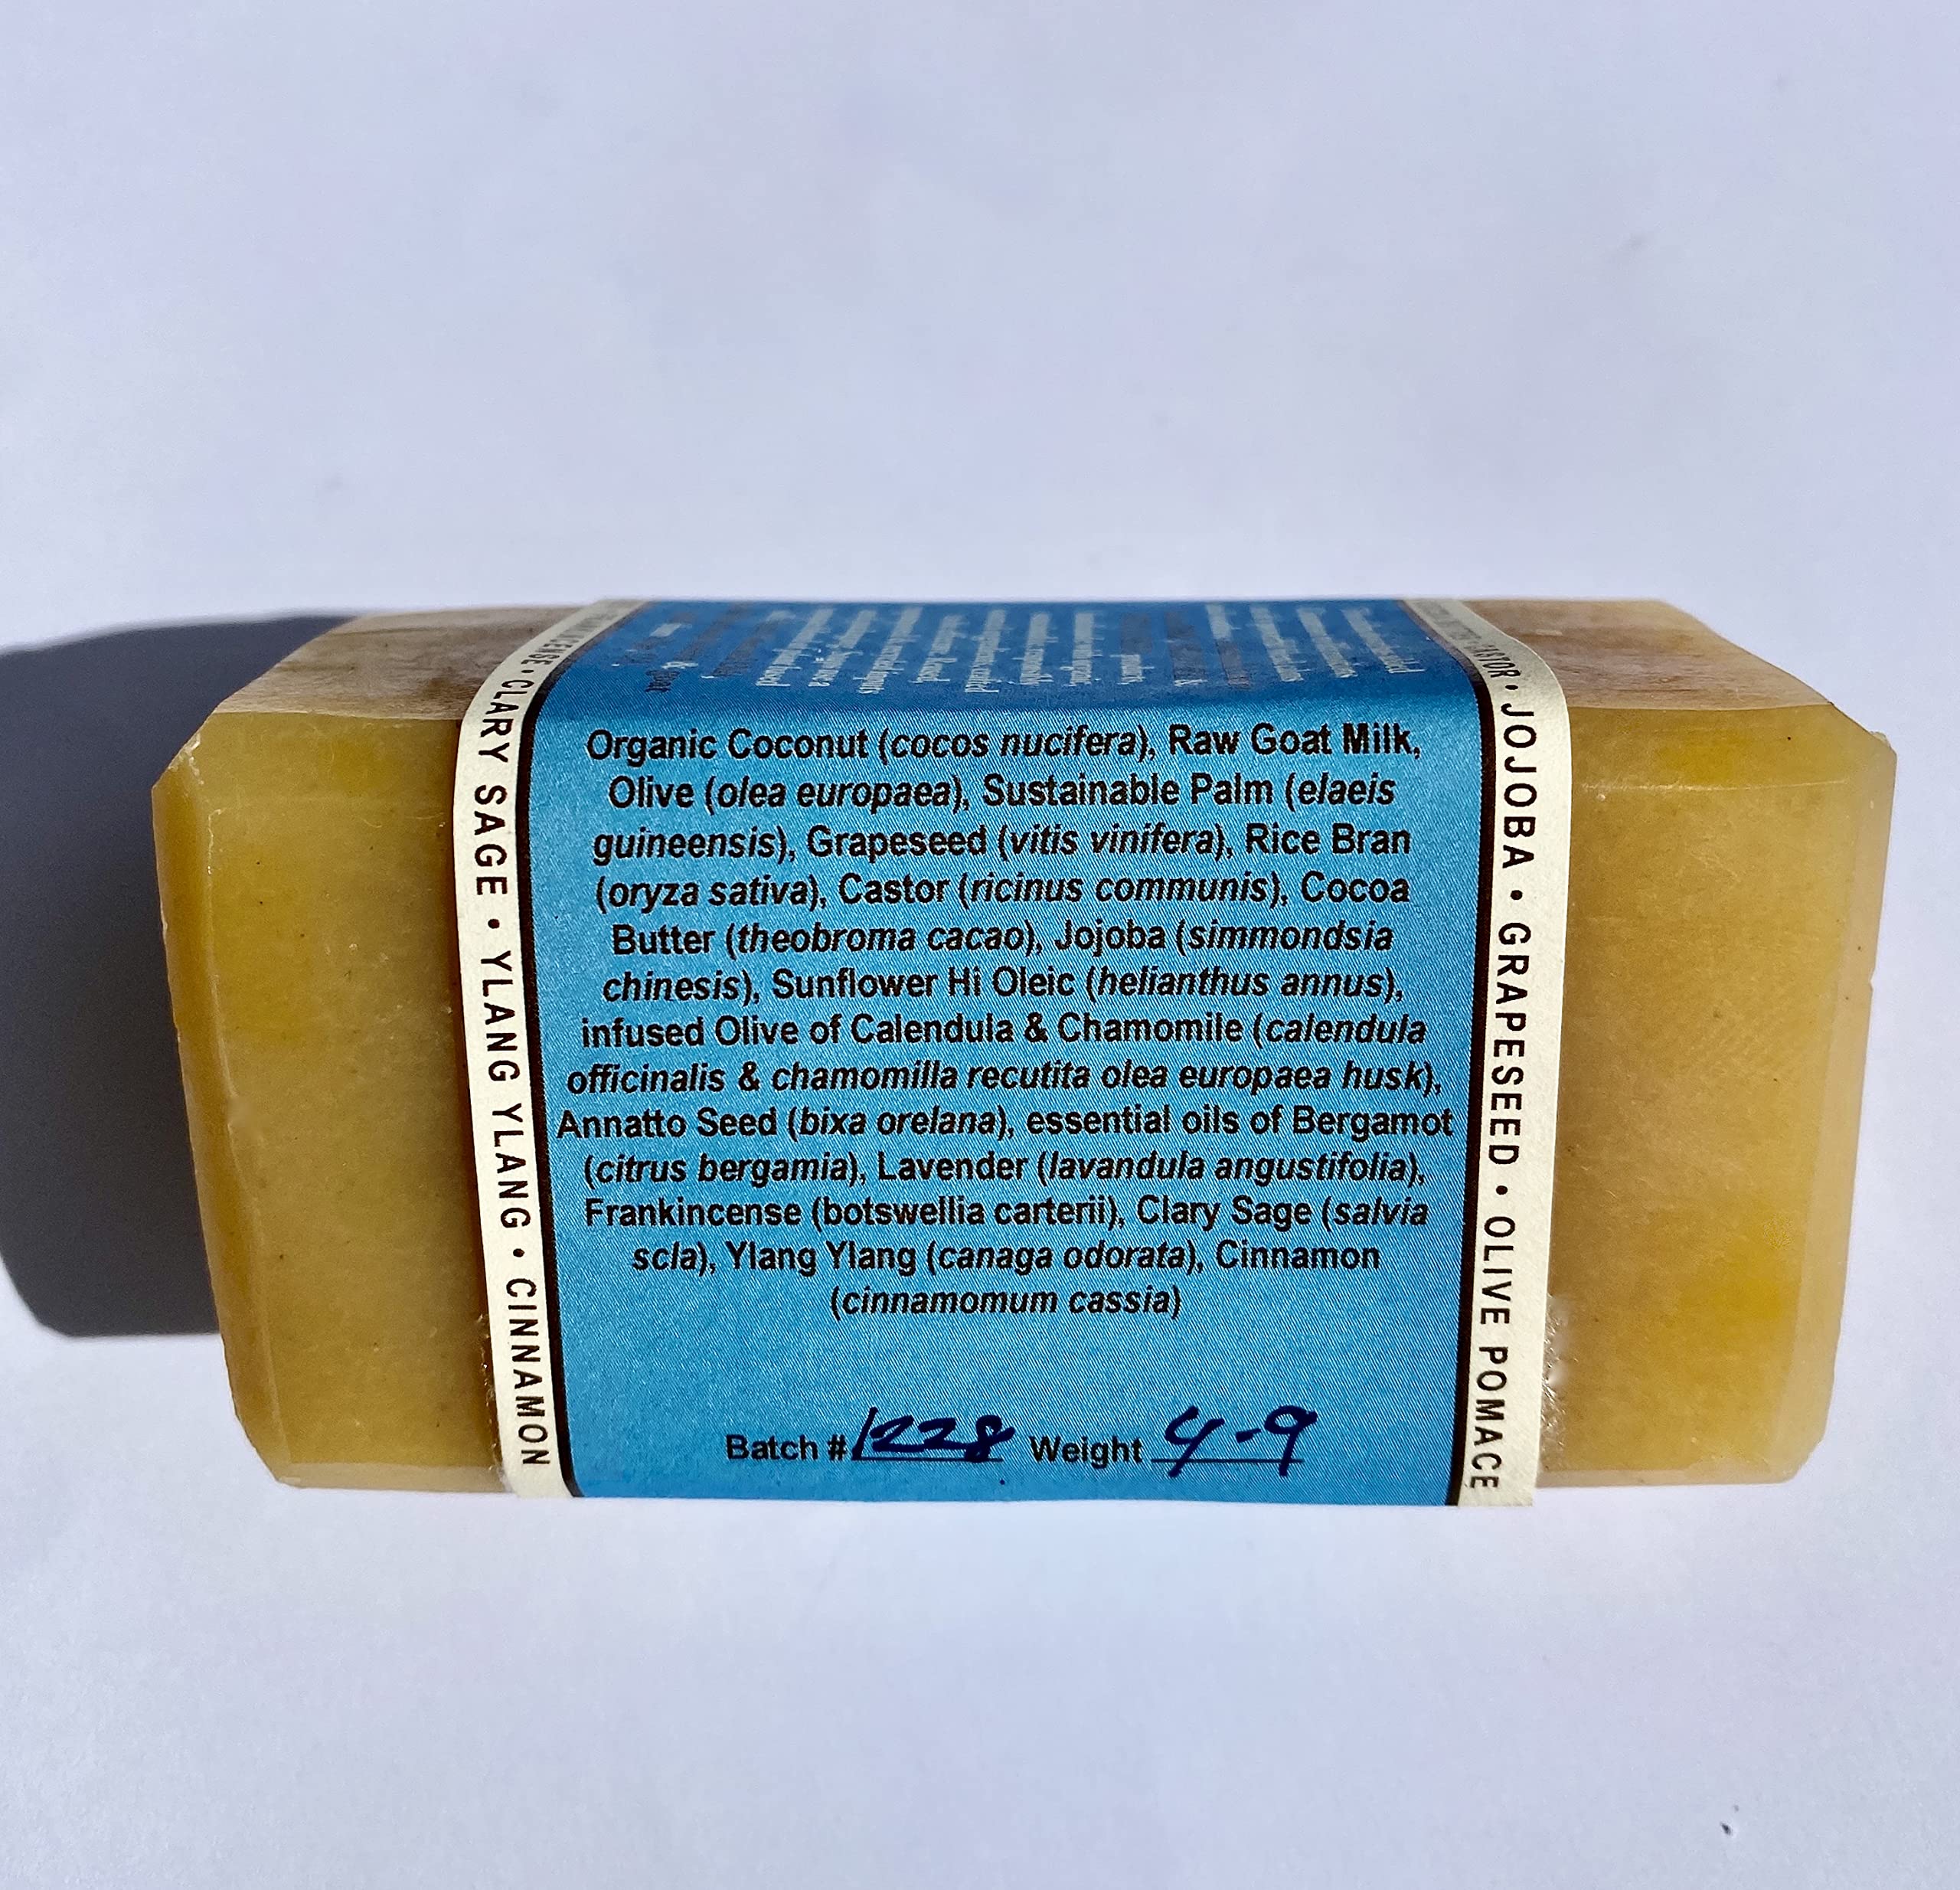 Organic Coconut (cocos nucifera), Raw Goat Milk,
Olive (olea europaea), Sustainable Palm (elaeis
guineensis), Grapeseed (vitis vinifera), Rice Bran
(oryza sativa), Castor (ricinus communis), Cocoa
Butter (theobroma cacao), Jojoba (simmondsia
chinesis), Sunflower Hi Oleic (helianthus annus),
infused Olive of Calendula & Chamomile (calendula
officinalis & chamomilla recutita olea europaea husk),
Annatto Seed (bixa orelana), essential oils of Bergamot
(citrus bergamia), Lavender (lavandula angustifolia),
Frankincense (botswellia carterii), Clary Sage (salvia
scla), Ylang Ylang (canaga odorata), Cinnamon
(cinnamomum cassia)
Batch # 1228 Weight 4-9
• CLARY SAGE • YLANG YLANG • CINNAMON
CASTOR • JOJOBA • GRAPESEED • OLIVE POMACE